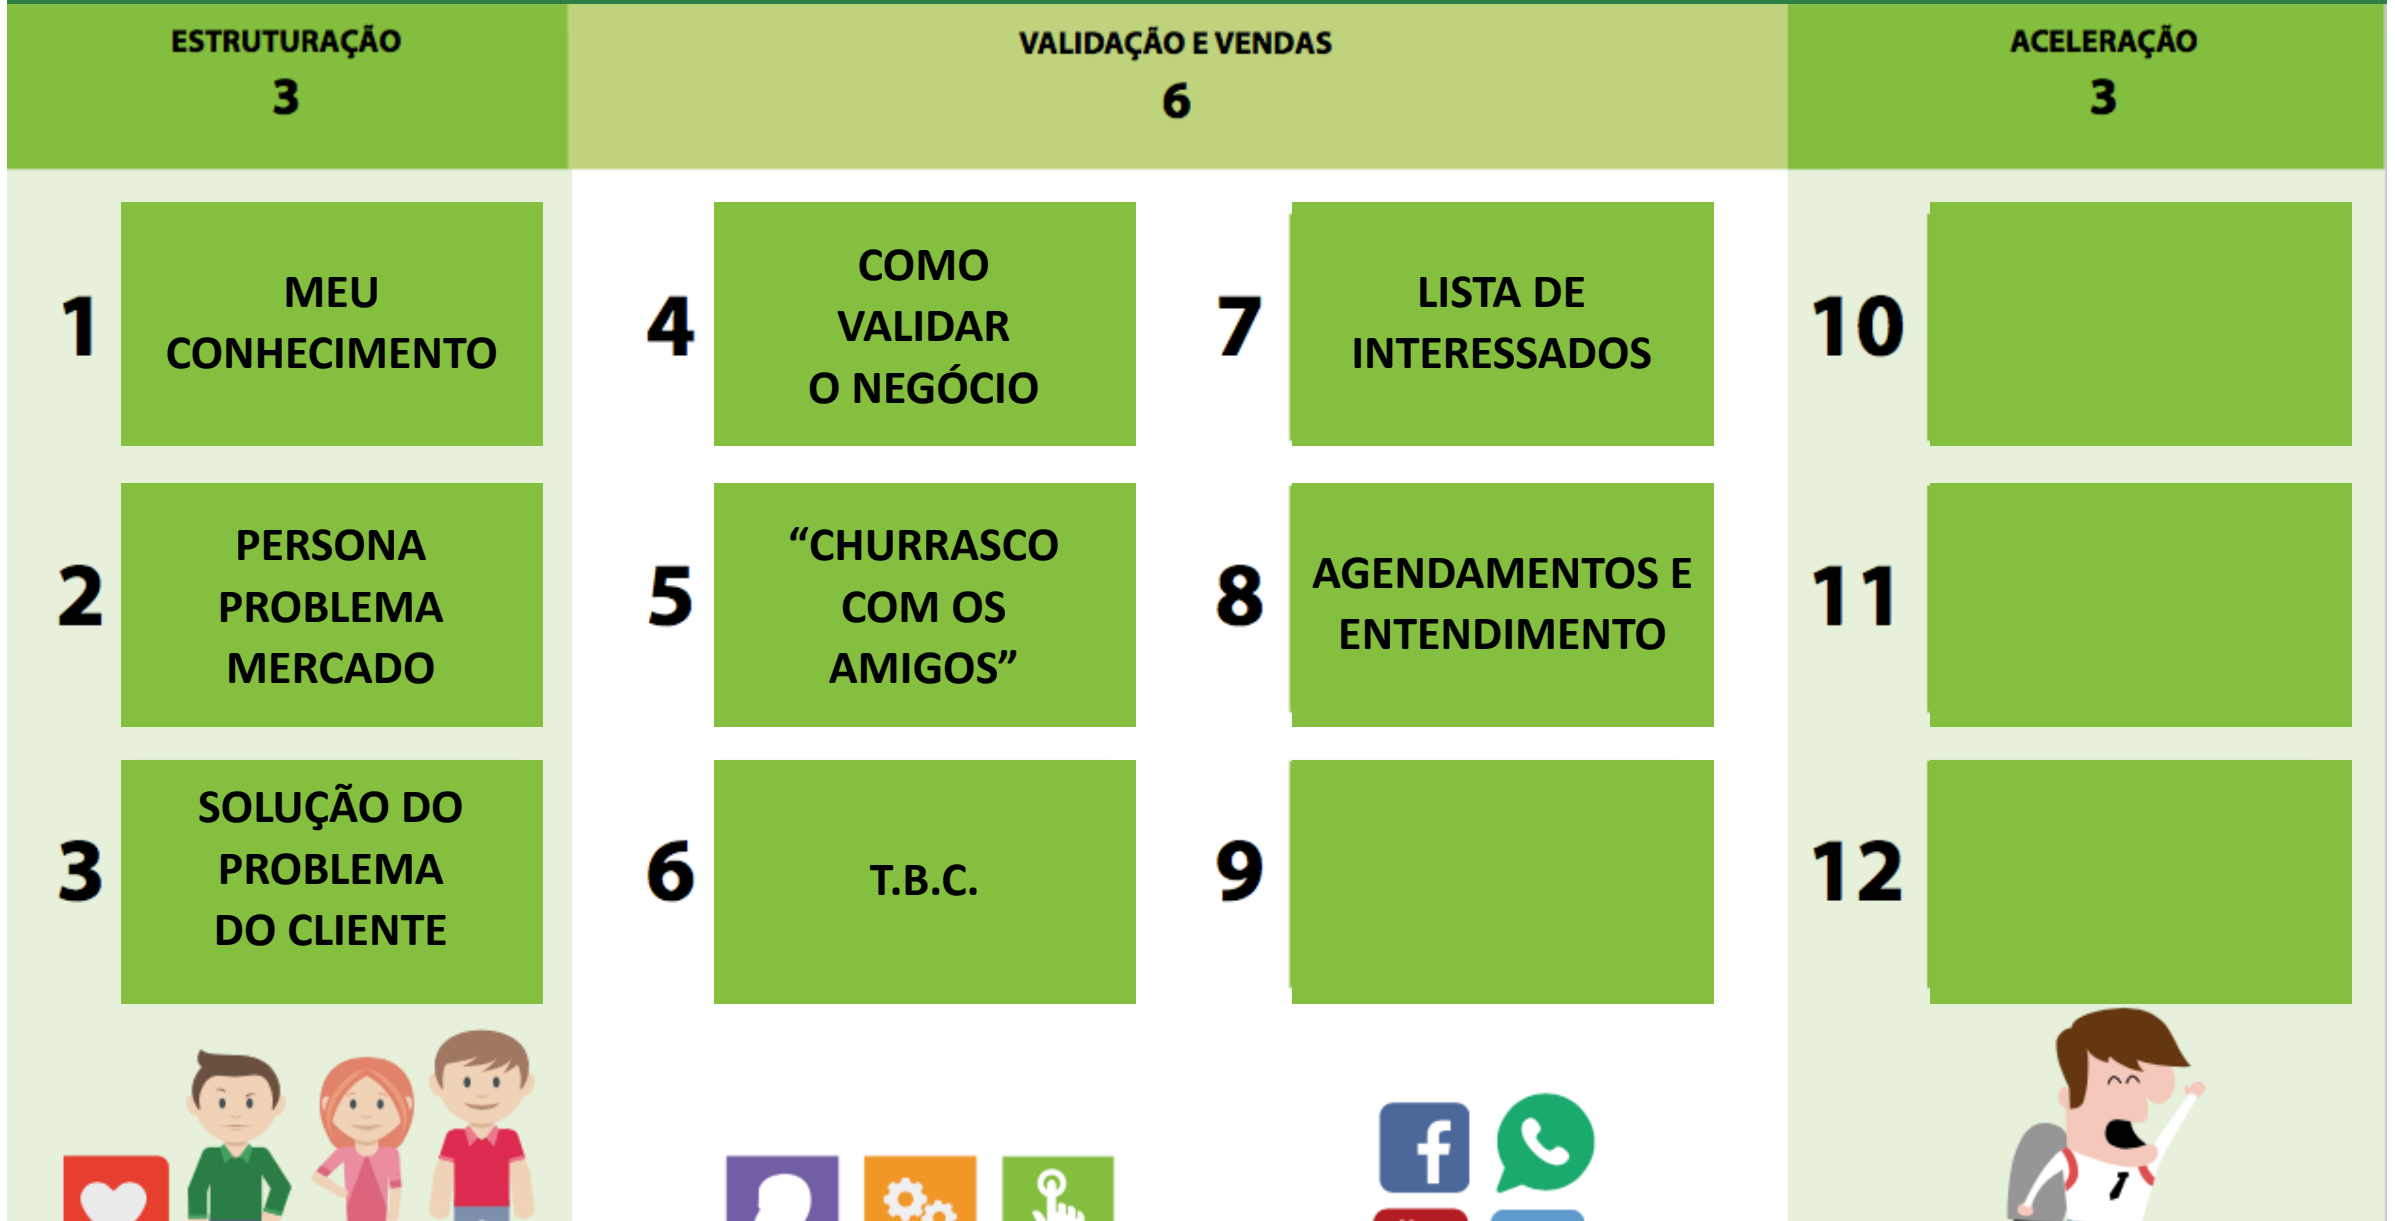 ESTRUTURAÇÃO
3
VALIDAÇÃO E VENDAS
6
ACELERAÇÃO
3
1
MEU
CONHECIMENTO
2
PERSONA
PROBLEMA
MERCADO
3
SOLUÇÃO DO
PROBLEMA
DO CLIENTE
4
COMO
VALIDAR
O NEGÓCIO
5
“CHURRASCO
COM OS
AMIGOS”
6
T.B.C.
7
LISTA DE
INTERESSADOS
8
AGENDAMENTOS E
ENTENDIMENTO
9
10
11
12